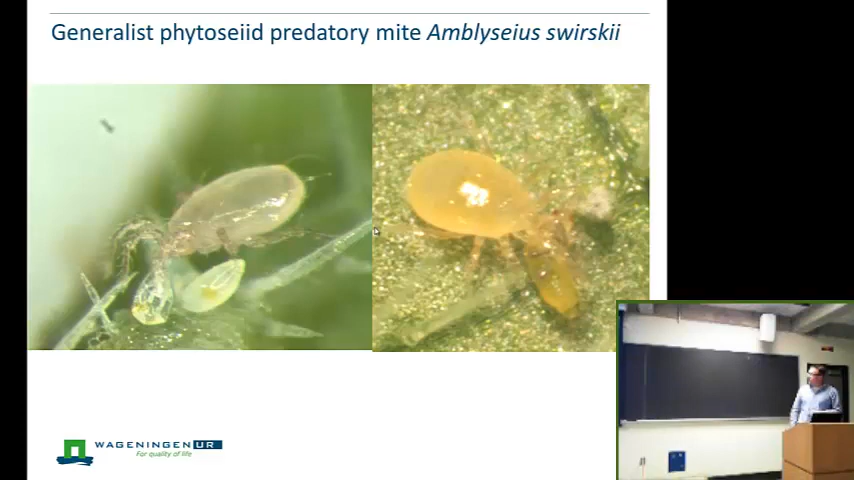 Generalist phytoseiid predatory mite Amblyseius swirskii
WAGENINGEN UR
For quality of life